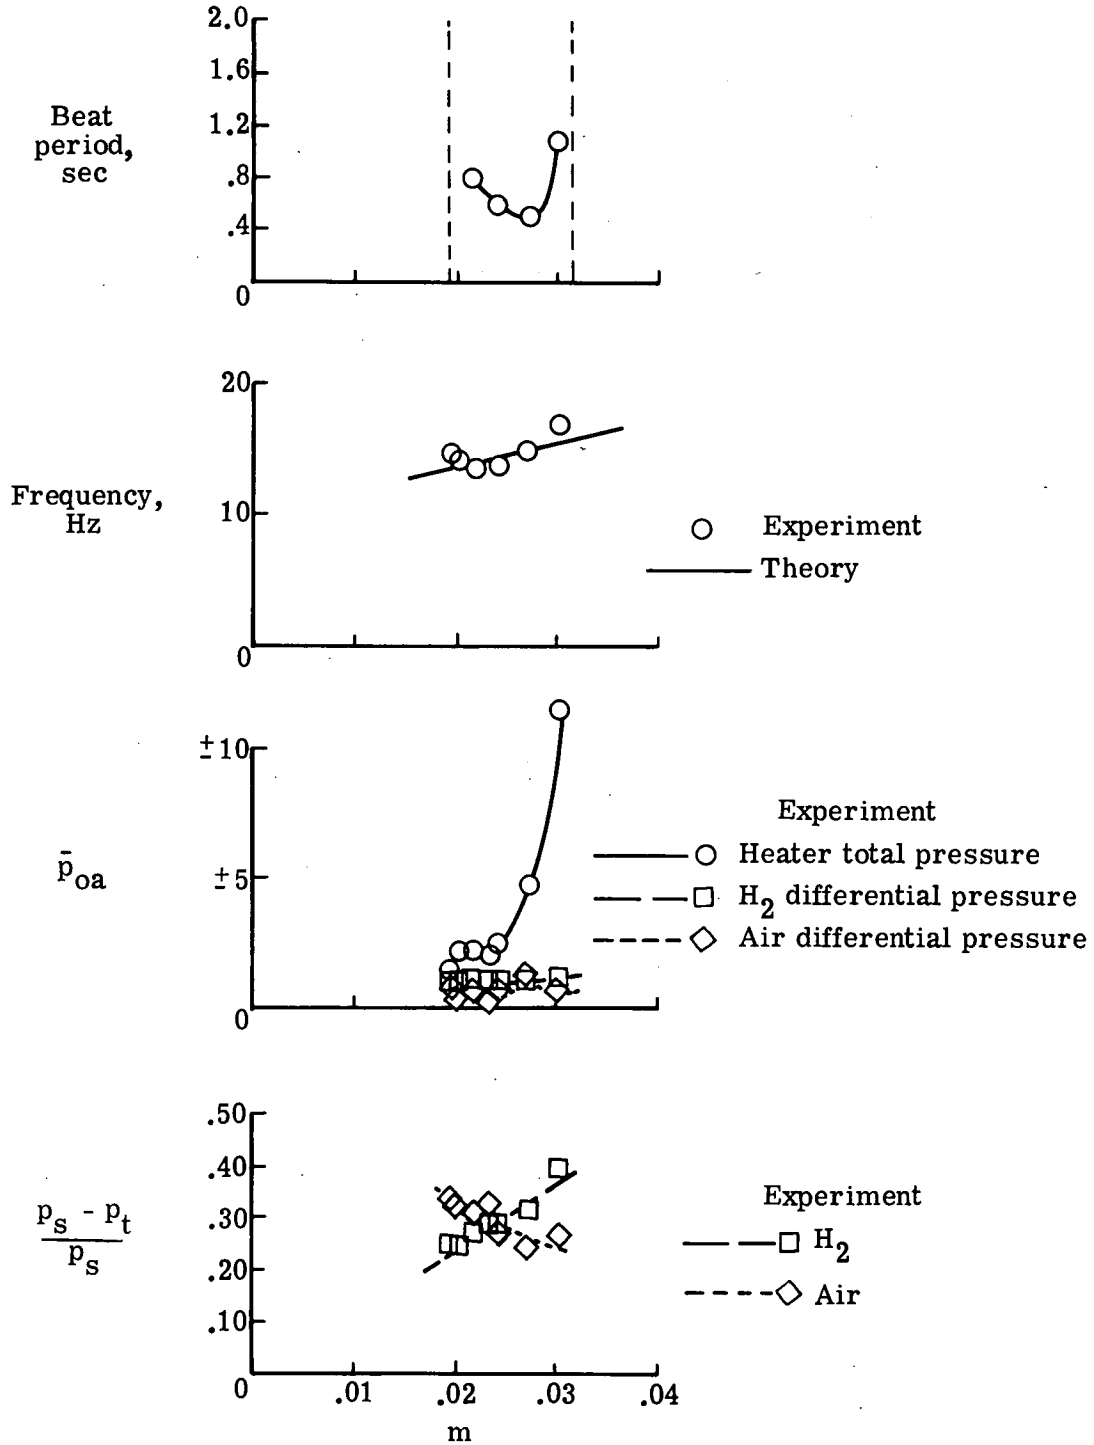 2.0
1.6
1.2
.8
.4
0
Beat
period,
sec
20
10
0
Frequency,
Hz
Experiment
Theory
±10
±5
0
p̄oa
Experiment
Heater total pressure
H2 differential pressure
Air differential pressure
.50
.40
.30
.20
.10
0
ps - pt
ps
Experiment
H2
Air
.01 .02 .03 .04
m